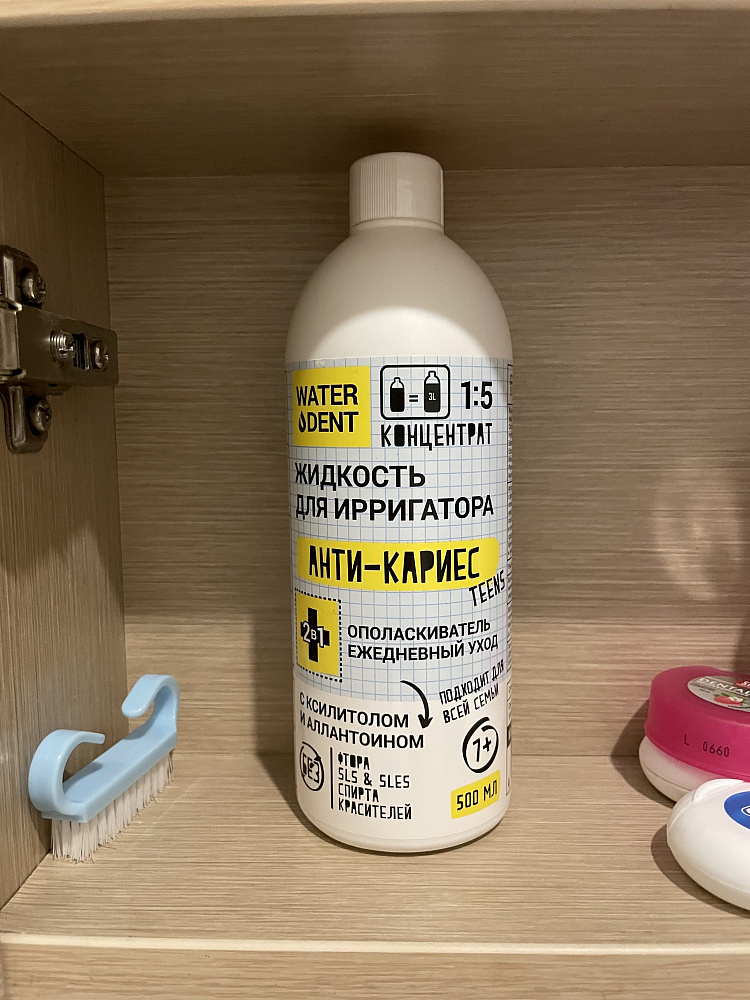 WATER
DENT
=
3L
1:5
КОНЦЕНТРАТ
ЖИДКОСТЬ
ДЛЯ ИРРИГАТОРА
АНТИ-КАРИЕС
TEENS
2в1
ОПОЛАСКИВАТЕЛЬ
ЕЖЕДНЕВНЫЙ УХОД
ПОДХОДИТ ДЛЯ
ВСЕЙ СЕМЬИ
С КСИЛИТОЛОМ
И АЛЛАНТОИНОМ
7+
БЕЗ
ФТОРА
SLS & SLES
СПИРТА
КРАСИТЕЛЕЙ
500 МЛ
L 0660